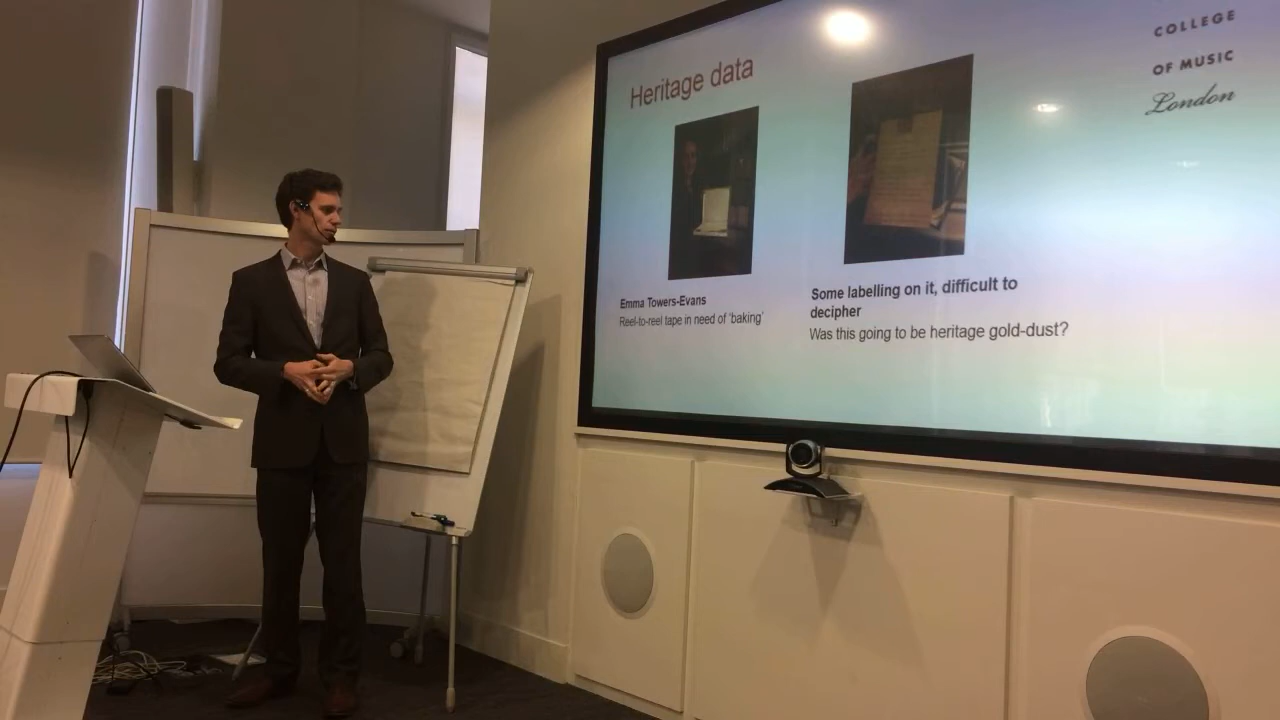 Heritage data
COLLEGE
OF MUSIC
London
Emma Towers-Evans
Reel-to-reel tape in need of 'baking'
Some labelling on it, difficult to
decipher
Was this going to be heritage gold-dust?